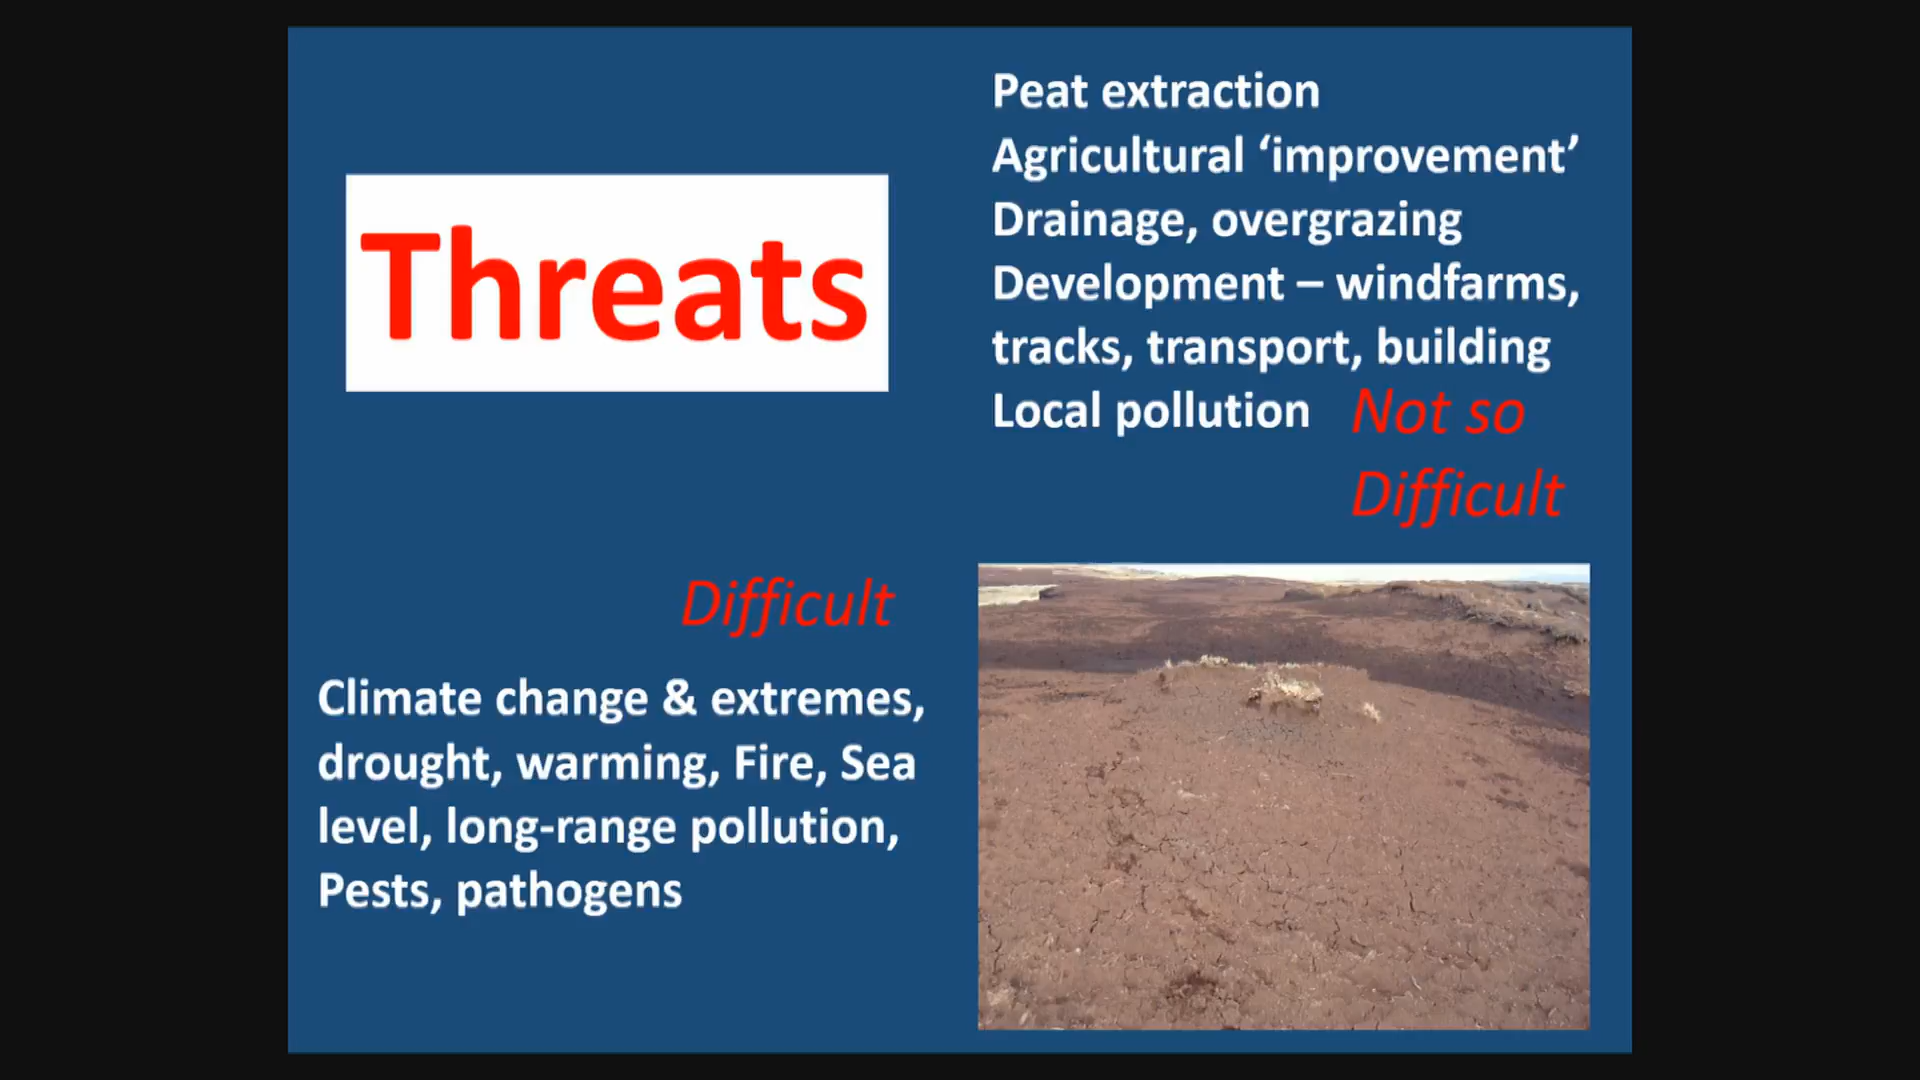 Threats
Peat extraction
Agricultural ‘improvement’
Drainage, overgrazing
Development – windfarms,
tracks, transport, building
Local pollution
Not so
Difficult
Difficult
Climate change & extremes,
drought, warming, Fire, Sea
level, long-range pollution,
Pests, pathogens